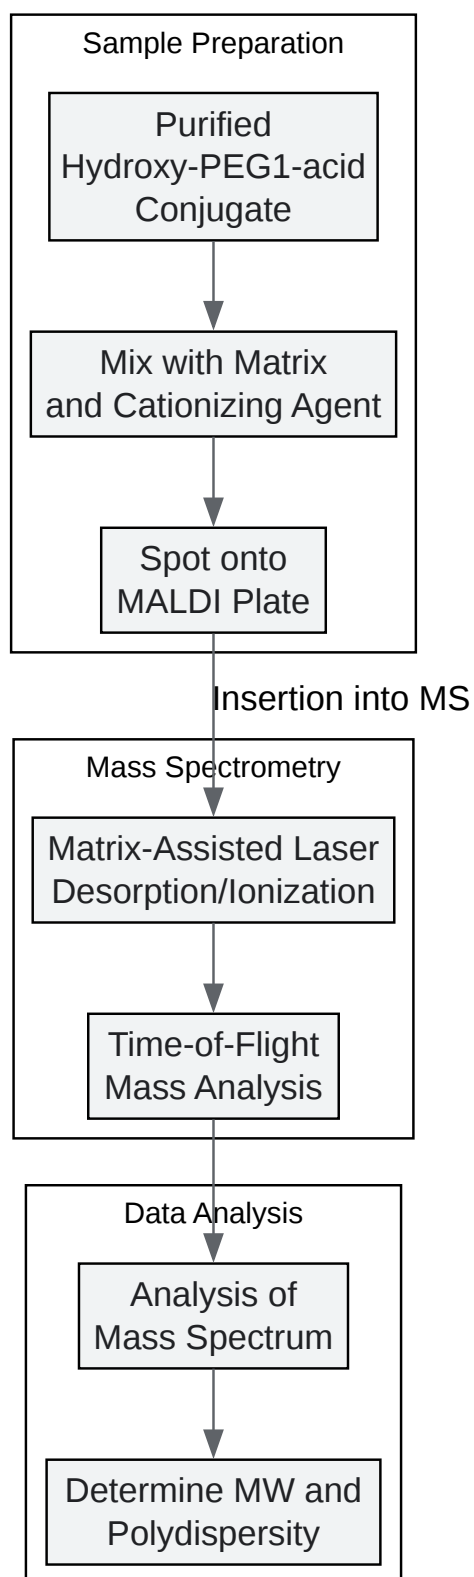 Sample Preparation
Purified
Hydroxy-PEG1-acid
Conjugate
Mix with Matrix
and Cationizing Agent
Spot onto
MALDI Plate
Insertion into MS
Mass Spectrometry
Matrix-Assisted Laser
Desorption/Ionization
Time-of-Flight
Mass Analysis
Data Analysis
Analysis of
Mass Spectrum
Determine MW and
Polydispersity